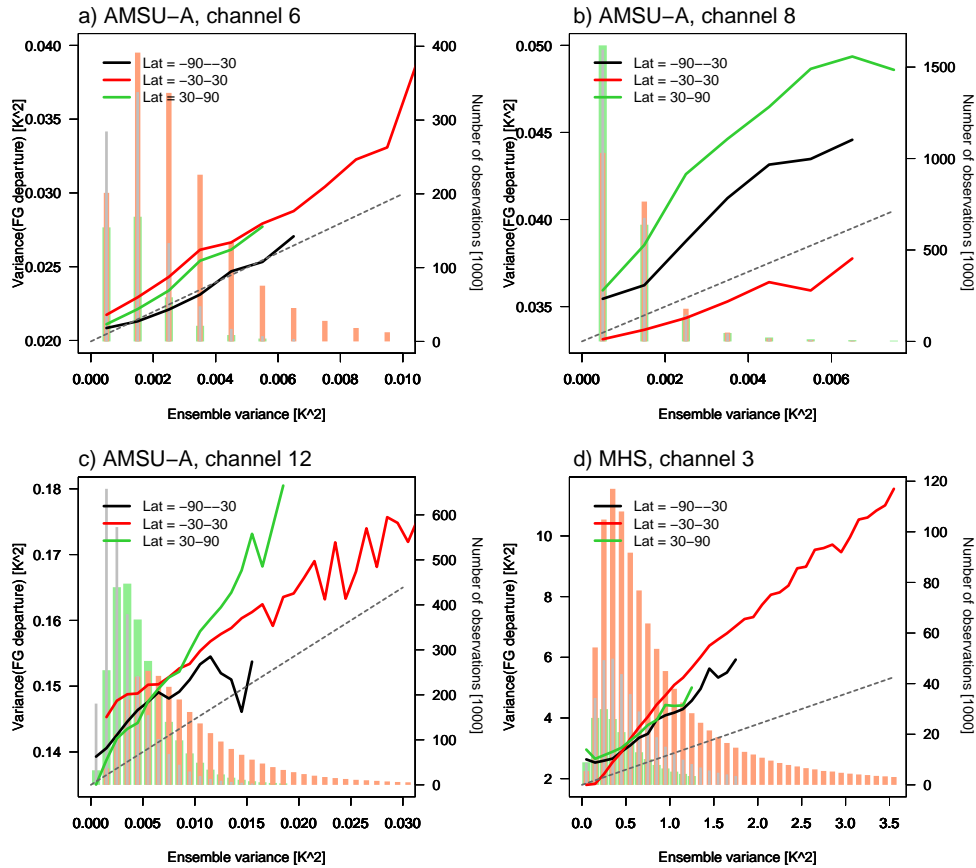 a) AMSU−A, channel 6
Variance(FG departure) [K^2]
0.040
0.035
0.030
0.025
0.020
Lat = −90−−30
Lat = −30−30
Lat = 30−90
400
300
200
100
0
Number of observations [1000]
0.000 0.002 0.004 0.006 0.008 0.010
Ensemble variance [K^2]
b) AMSU−A, channel 8
Variance(FG departure) [K^2]
0.050
0.045
0.040
0.035
Lat = −90−−30
Lat = −30−30
Lat = 30−90
1500
1000
500
0
Number of observations [1000]
0.000 0.002 0.004 0.006
Ensemble variance [K^2]
c) AMSU−A, channel 12
Variance(FG departure) [K^2]
0.18
0.17
0.16
0.15
0.14
Lat = −90−−30
Lat = −30−30
Lat = 30−90
600
500
400
300
200
100
0
Number of observations [1000]
0.000 0.005 0.010 0.015 0.020 0.025 0.030
Ensemble variance [K^2]
d) MHS, channel 3
Variance(FG departure) [K^2]
10
8
6
4
2
Lat = −90−−30
Lat = −30−30
Lat = 30−90
120
100
80
60
40
20
0
Number of observations [1000]
0.0 0.5 1.0 1.5 2.0 2.5 3.0 3.5
Ensemble variance [K^2]